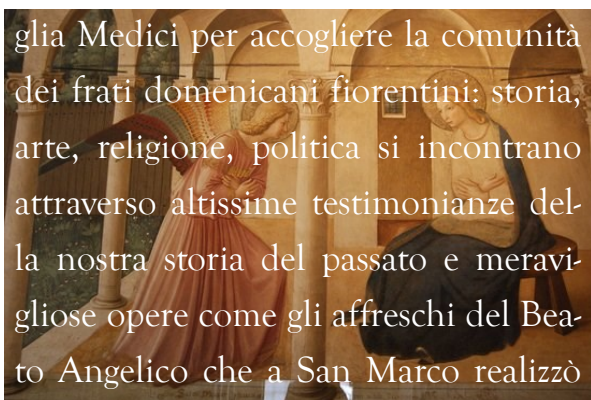 glia Medici per accogliere la comunità
dei frati domenicani fiorentini: storia,
arte, religione, politica si incontrano
attraverso altissime testimonianze del-
la nostra storia del passato e meravi-
gliose opere come gli affreschi del Bea-
to Angelico che a San Marco realizzò